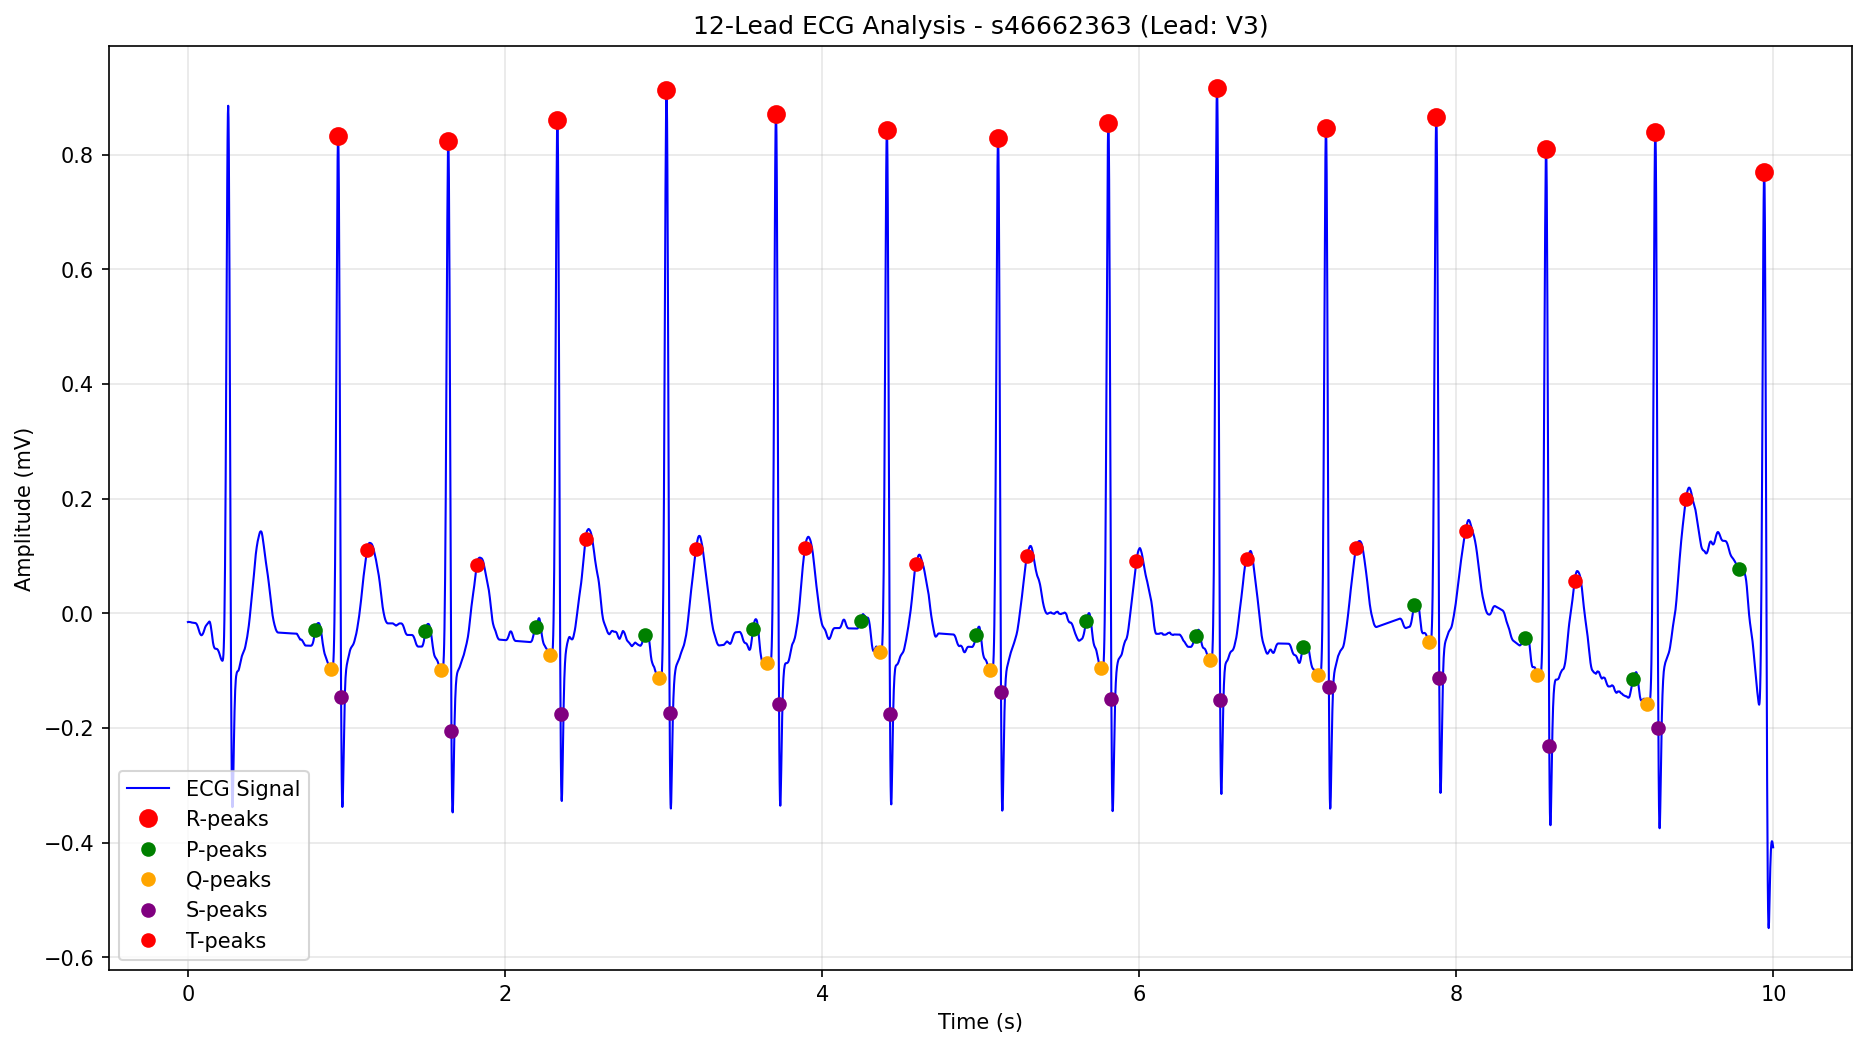 12-Lead ECG Analysis - s46662363 (Lead: V3)
Amplitude (mV)
0.8
0.6
0.4
0.2
0.0
−0.2
−0.4
−0.6
ECG Signal
R-peaks
P-peaks
Q-peaks
S-peaks
T-peaks
0 2 4 6 8 10
Time (s)